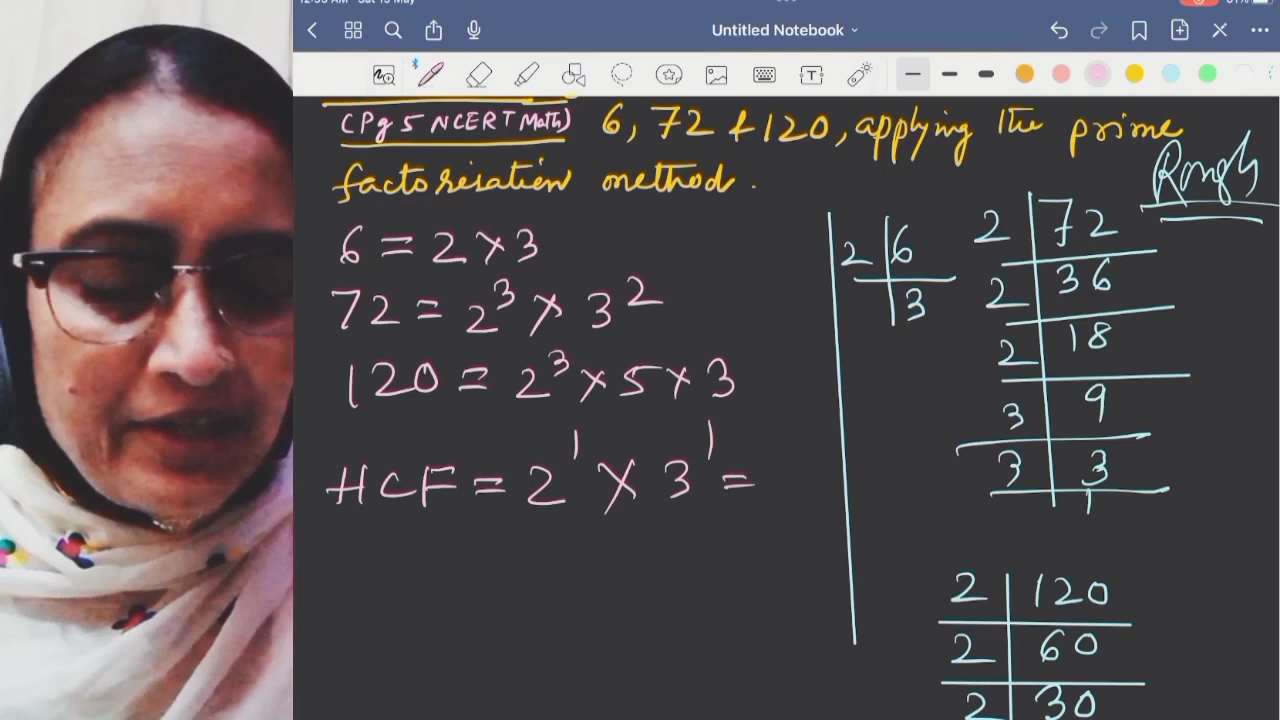 Untitled Notebook
(Pg 5 NCERT Math) 6, 72 & 120, applying the prime
factorisation method.
Rough
6 = 2 × 3
72 = 2³ × 3²
120 = 2³ × 5 × 3
HCF = 2¹ × 3¹ =
2 | 6
3
2 | 72
2 | 36
2 | 18
3 | 9
3 | 3
1
2 | 120
2 | 60
2 | 30